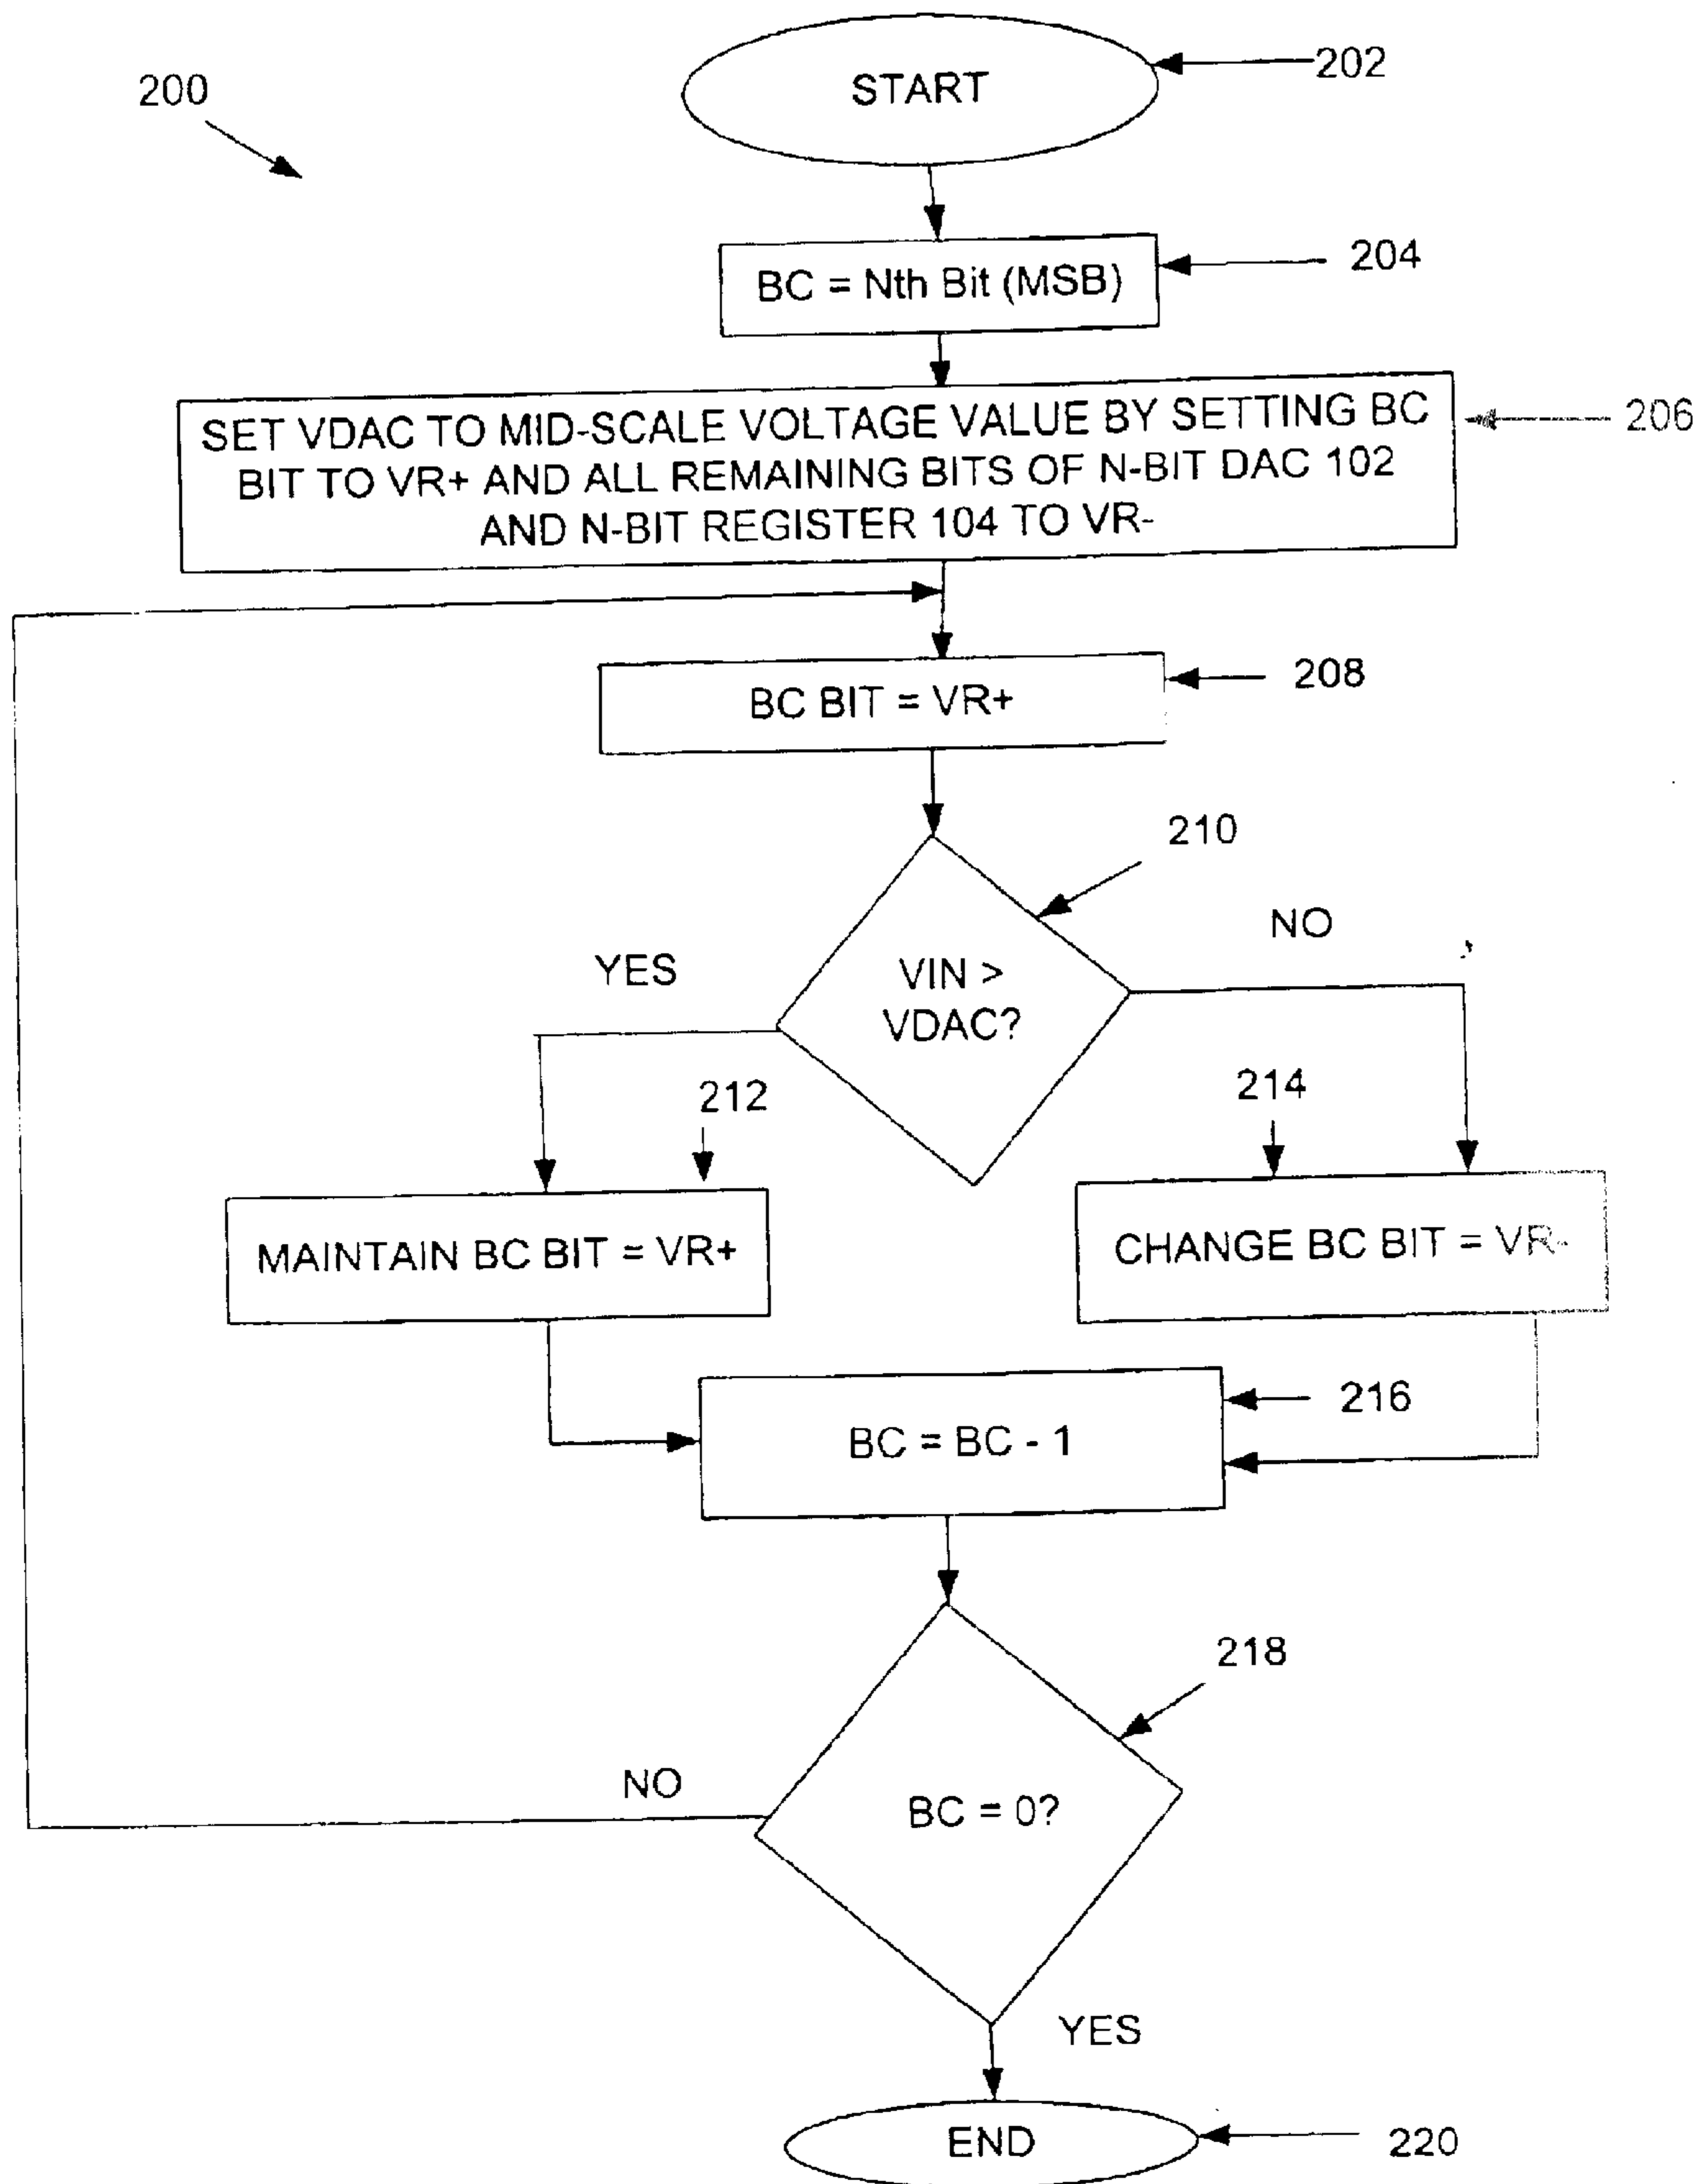 START
202
200
BC = Nth Bit (MSB)
204
SET VDAC TO MID-SCALE VOLTAGE VALUE BY SETTING BC
BIT TO VR+ AND ALL REMAINING BITS OF N-BIT DAC 102
AND N-BIT REGISTER 104 TO VR-
206
BC BIT = VR+
208
210
NO
YES
VIN >
VDAC?
212
214
MAINTAIN BC BIT = VR+
CHANGE BC BIT = VR-
216
BC = BC - 1
218
NO
BC = 0?
YES
END
220